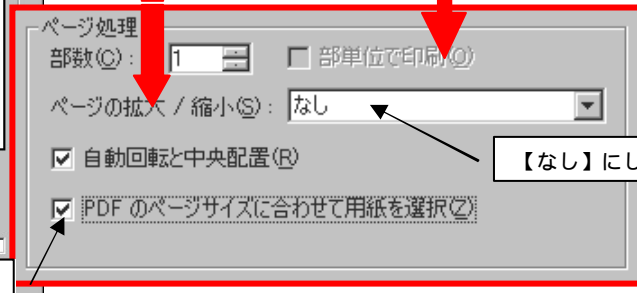 ページ処理
部数(C): 1 部単位で印刷(O)
ページの拡大 / 縮小(S): なし
【なし】にし
自動回転と中央配置(R)
PDF のページサイズに合わせて用紙を選択(Z)